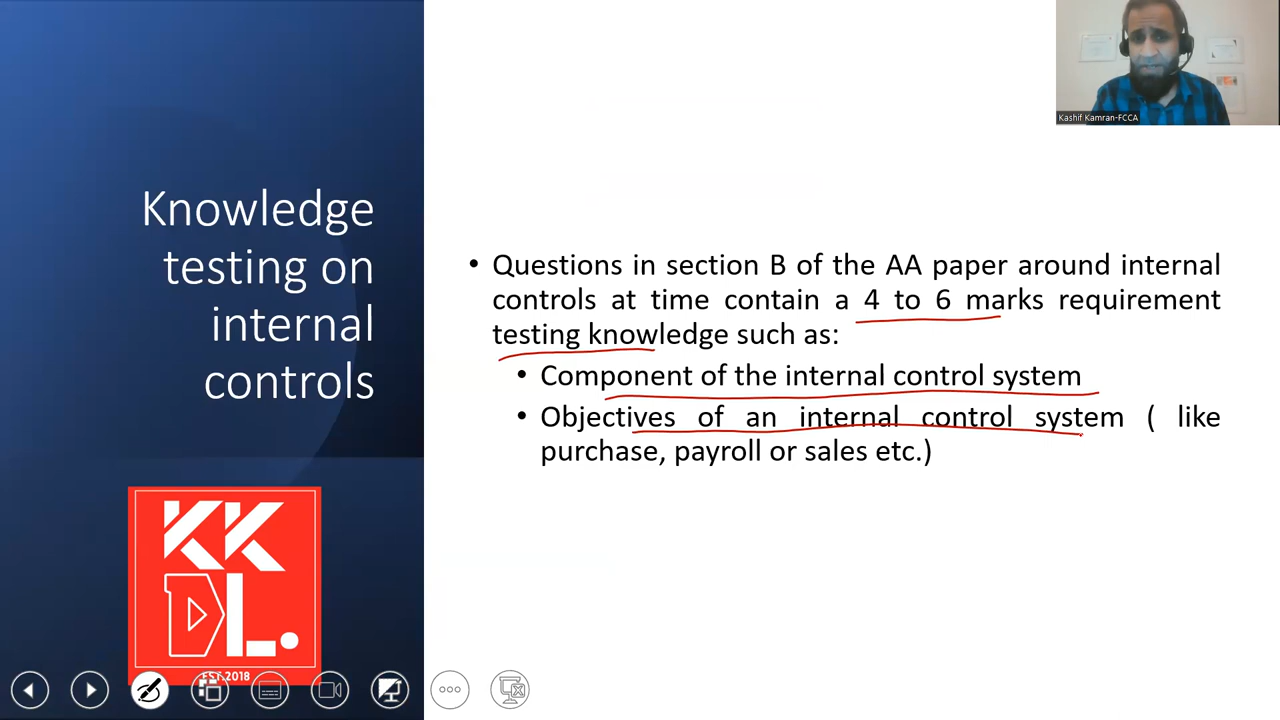 Kashif Kamran-FCCA
Knowledge
testing on
internal
controls
• Questions in section B of the AA paper around internal
controls at time contain a 4 to 6 marks requirement
testing knowledge such as:
• Component of the internal control system
• Objectives of an internal control system ( like
purchase, payroll or sales etc.)
KK
DL.
EST.2018